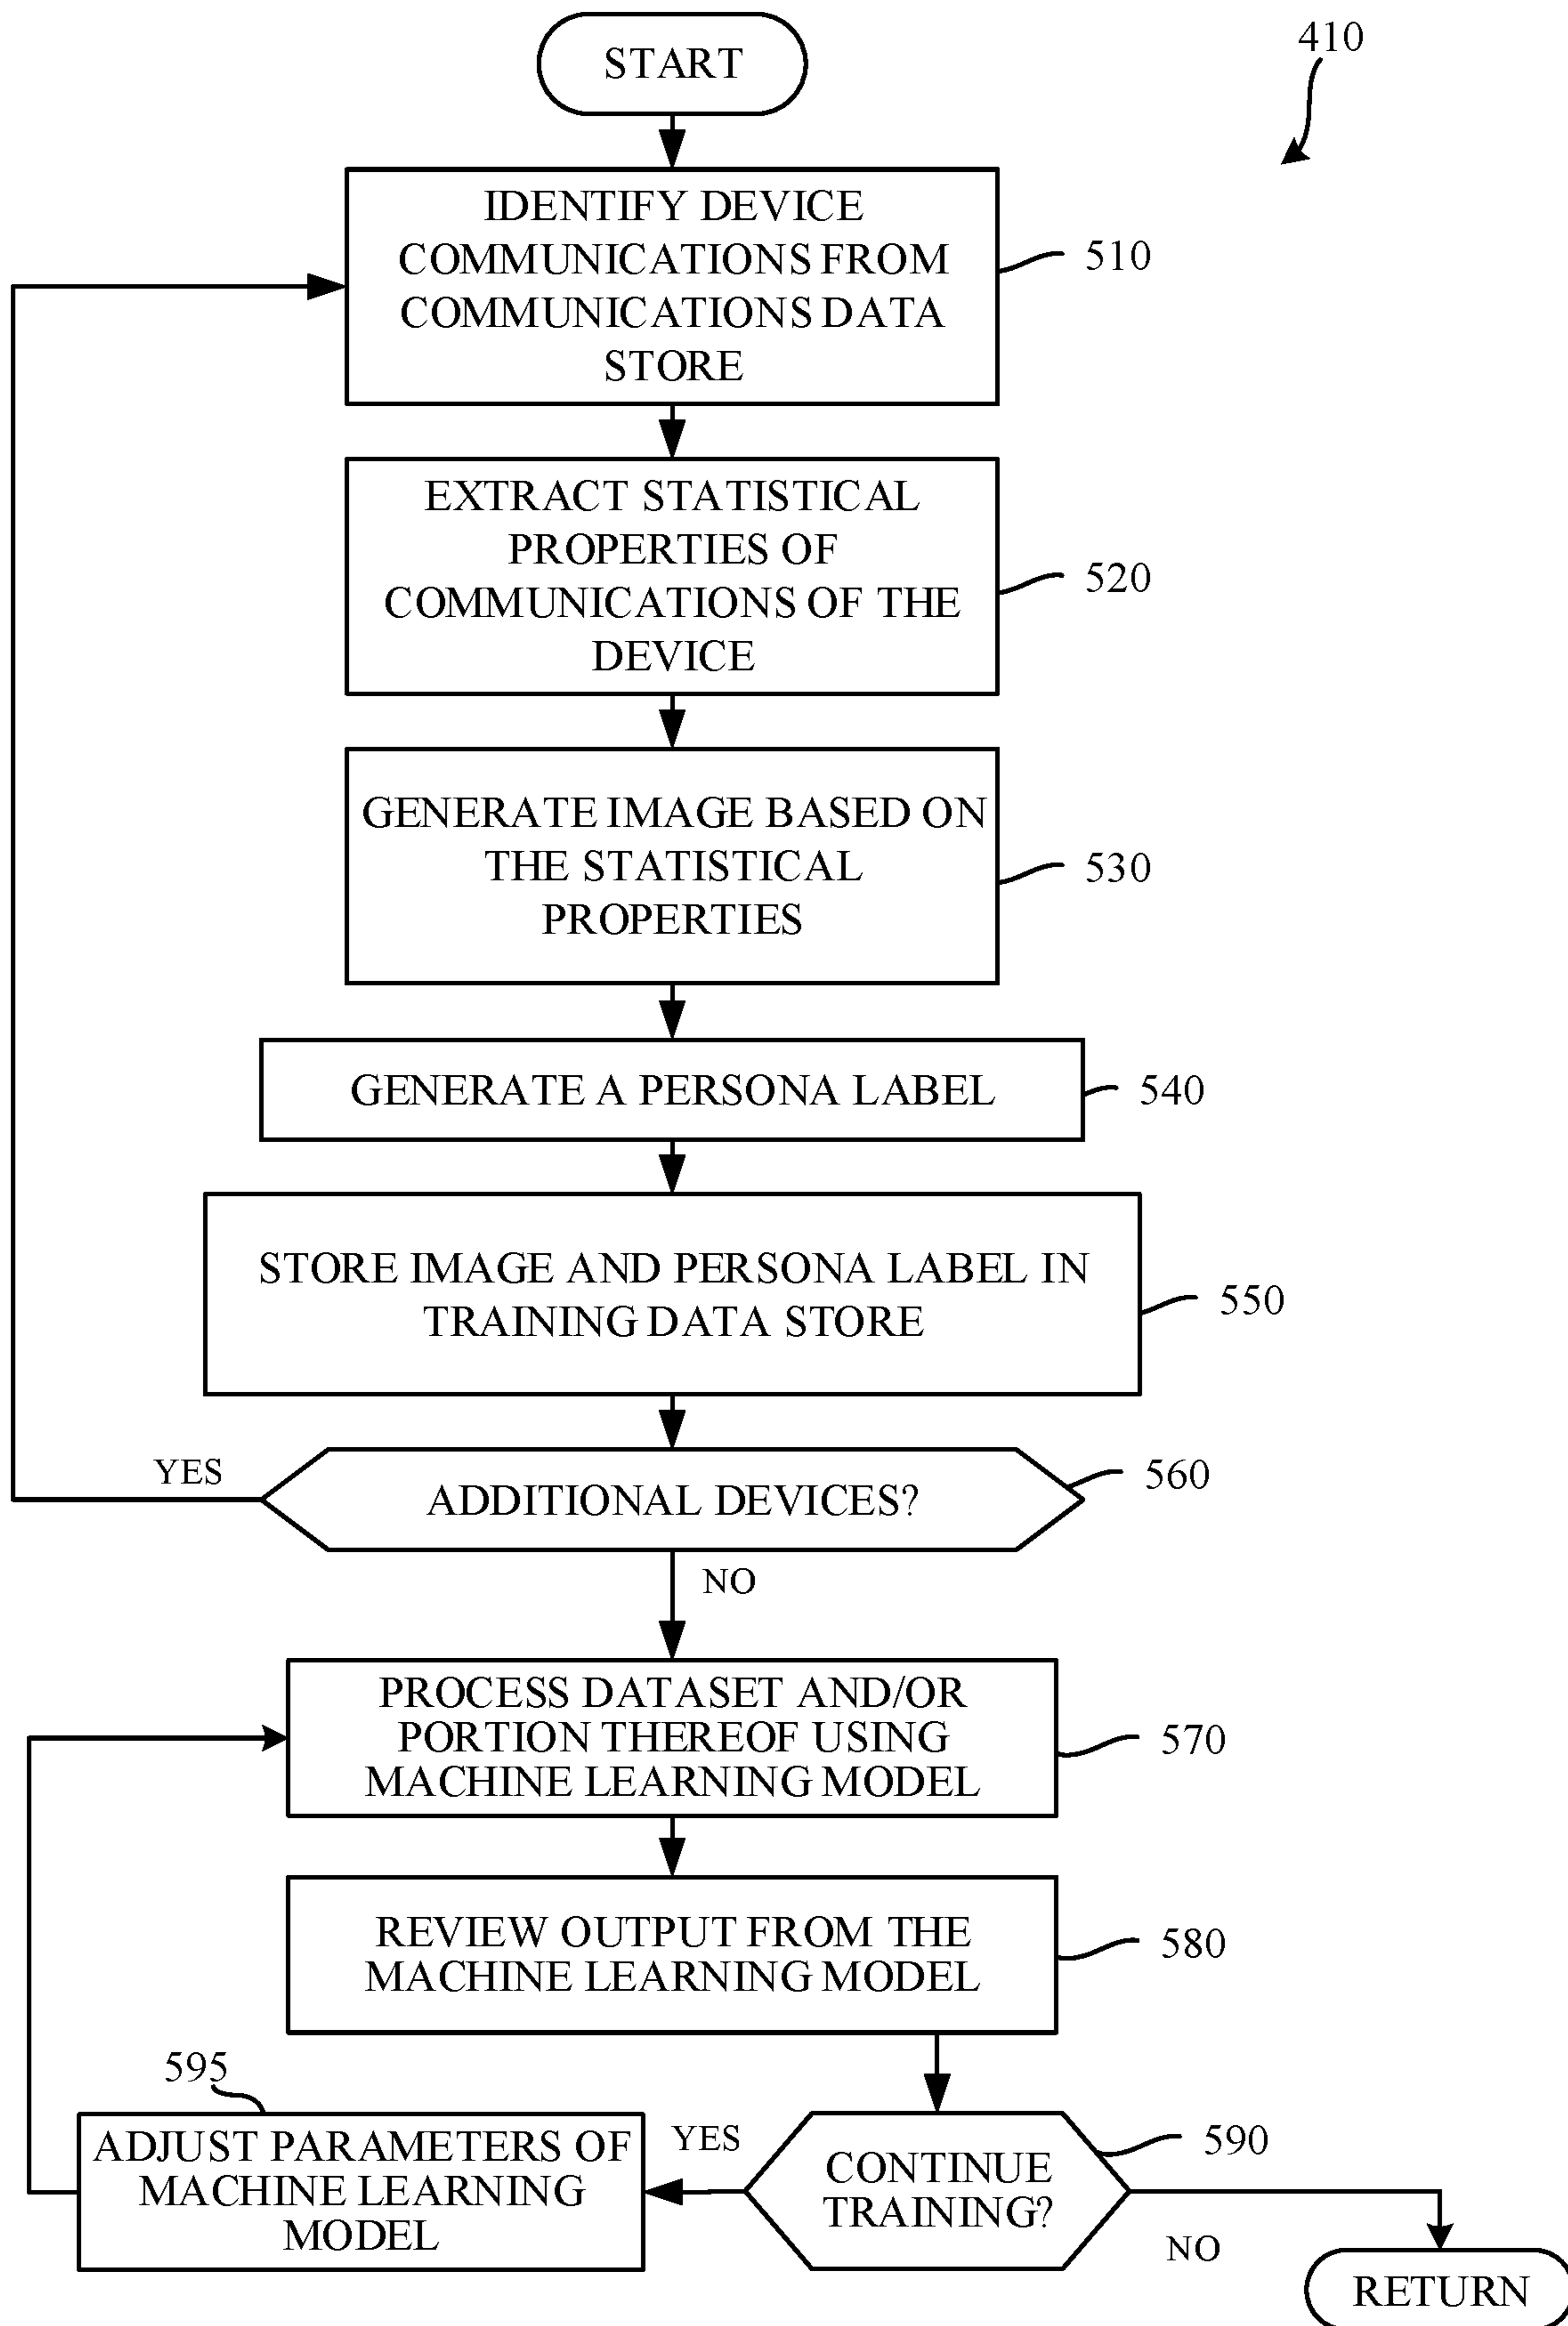 START
410
IDENTIFY DEVICE
COMMUNICATIONS FROM
COMMUNICATIONS DATA
STORE
510
EXTRACT STATISTICAL
PROPERTIES OF
COMMUNICATIONS OF THE
DEVICE
520
GENERATE IMAGE BASED ON
THE STATISTICAL
PROPERTIES
530
GENERATE A PERSONA LABEL
540
STORE IMAGE AND PERSONA LABEL IN
TRAINING DATA STORE
550
YES
ADDITIONAL DEVICES?
560
NO
PROCESS DATASET AND/OR
PORTION THEREOF USING
MACHINE LEARNING MODEL
570
REVIEW OUTPUT FROM THE
MACHINE LEARNING MODEL
580
595
ADJUST PARAMETERS OF
MACHINE LEARNING
MODEL
YES
CONTINUE
TRAINING?
590
NO
RETURN